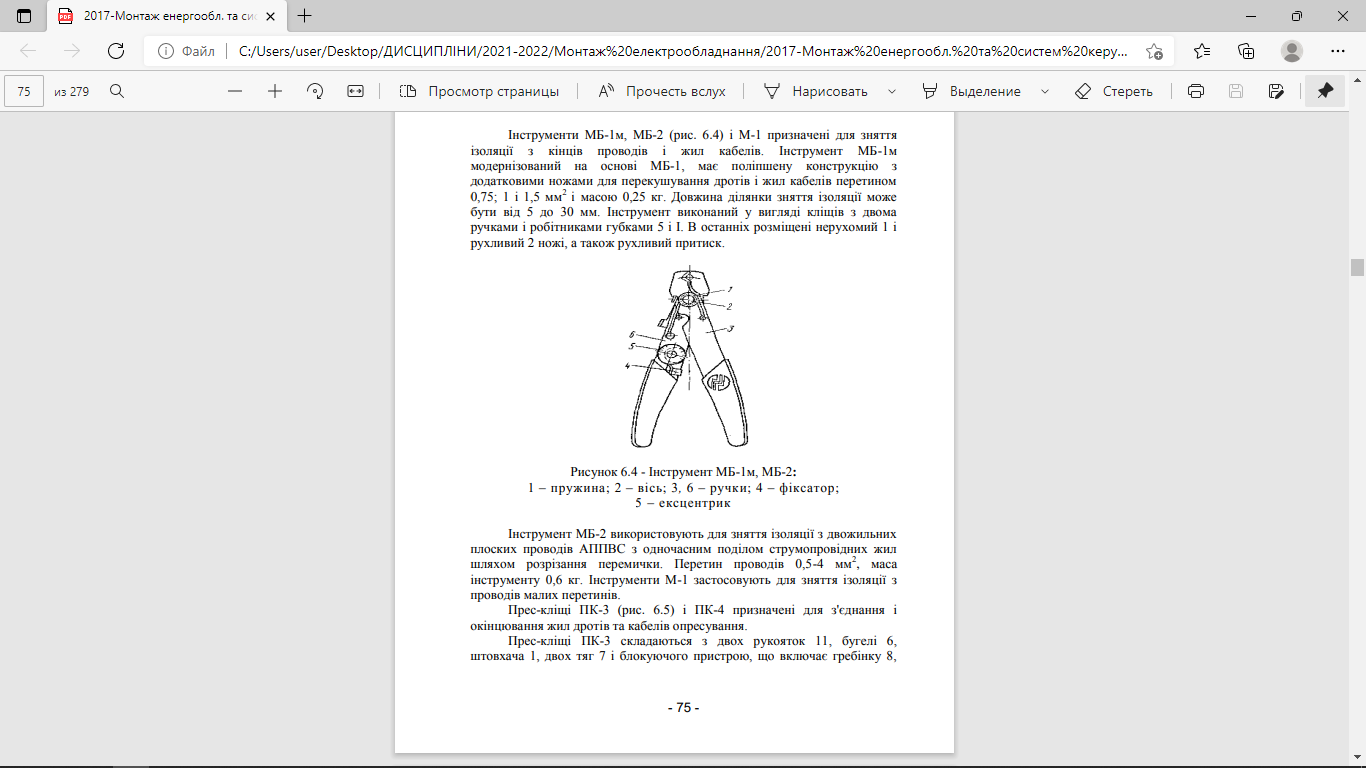 2017-Монтаж енергообл. та сис
Файл
C:/Users/user/Desktop/ДИСЦИПЛІНИ/2021-2022/Монтаж%20електрообладнання/2017-Монтаж%20енергообл.%20та%20систем%20керу...
75 из 279 Просмотр страницы Прочесть вслух Нарисовать Выделение Стереть
Інструменти МБ-1м, МБ-2 (рис. 6.4) і М-1 призначені для зняття
ізоляції з кінців проводів і жил кабелів. Інструмент МБ-1м
модернізований на основі МБ-1, має поліпшену конструкцію з
додатковими ножами для перекушування дротів і жил кабелів перетином
0,75; 1 і 1,5 мм² і масою 0,25 кг. Довжина ділянки зняття ізоляції може
бути від 5 до 30 мм. Інструмент виконаний у вигляді кліщів з двома
ручками і робітниками губками 5 і І. В останніх розміщені нерухомий 1 і
рухливий 2 ножі, а також рухливий притиск.
1
2
3
6
5
4
Рисунок 6.4 - Інструмент МБ-1м, МБ-2:
1 – пружина; 2 – вісь; 3, 6 – ручки; 4 – фіксатор;
5 – ексцентрик
Інструмент МБ-2 використовують для зняття ізоляції з двожильних
плоских проводів АППВС з одночасним поділом струмопровідних жил
шляхом розрізання перемички. Перетин проводів 0,5-4 мм², маса
інструменту 0,6 кг. Інструменти М-1 застосовують для зняття ізоляції з
проводів малих перетинів.
Прес-кліщі ПК-3 (рис. 6.5) і ПК-4 призначені для з'єднання і
окінцювання жил дротів та кабелів опресування.
Прес-кліщі ПК-3 складаються з двох рукояток 11, бугелі 6,
штовхача 1, двох тяг 7 і блокуючого пристрою, що включає гребінку 8,
- 75 -